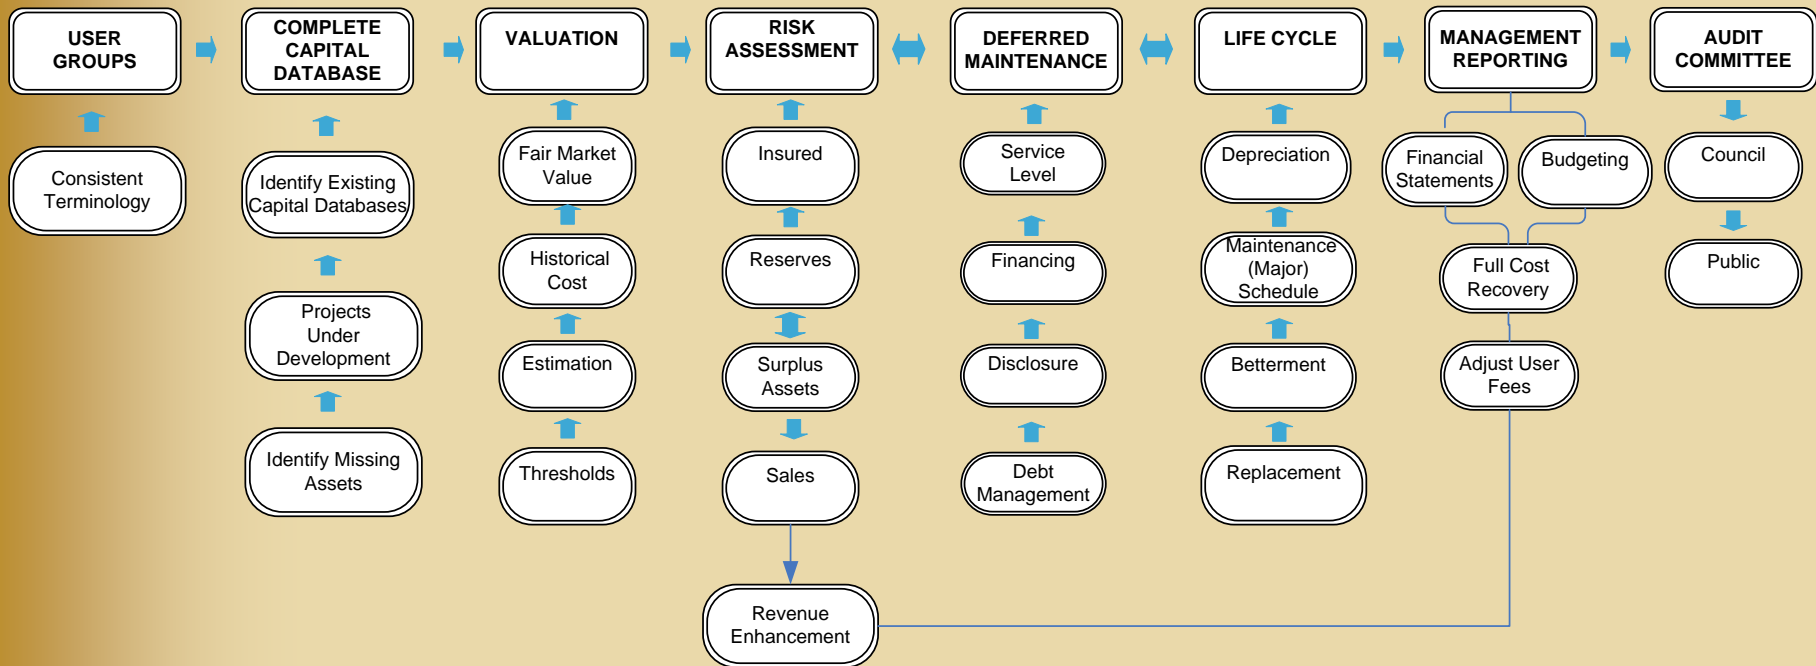 USER
GROUPS
COMPLETE
CAPITAL
DATABASE
VALUATION
RISK
ASSESSMENT
DEFERRED
MAINTENANCE
LIFE CYCLE
MANAGEMENT
REPORTING
AUDIT
COMMITTEE
Consistent
Terminology
Identify Existing
Capital Databases
Projects
Under
Development
Identify Missing
Assets
Fair Market
Value
Historical
Cost
Estimation
Thresholds
Insured
Reserves
Surplus
Assets
Sales
Revenue
Enhancement
Service
Level
Financing
Disclosure
Debt
Management
Depreciation
Maintenance
(Major)
Schedule
Betterment
Replacement
Financial
Statements
Budgeting
Full Cost
Recovery
Adjust User
Fees
Council
Public